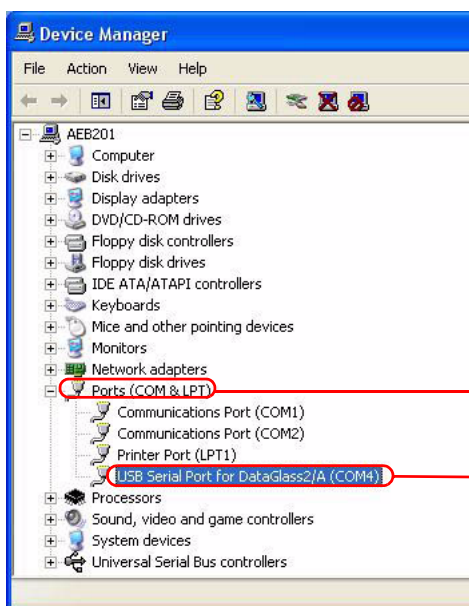 Device Manager
File Action View Help
AEB201
Computer
Disk drives
Display adapters
DVD/CD-ROM drives
Floppy disk controllers
Floppy disk drives
IDE ATA/ATAPI controllers
Keyboards
Mice and other pointing devices
Monitors
Network adapters
Ports (COM & LPT)
Communications Port (COM1)
Communications Port (COM2)
Printer Port (LPT1)
USB Serial Port for DataGlass2/A (COM4)
Processors
Sound, video and game controllers
System devices
Universal Serial Bus controllers